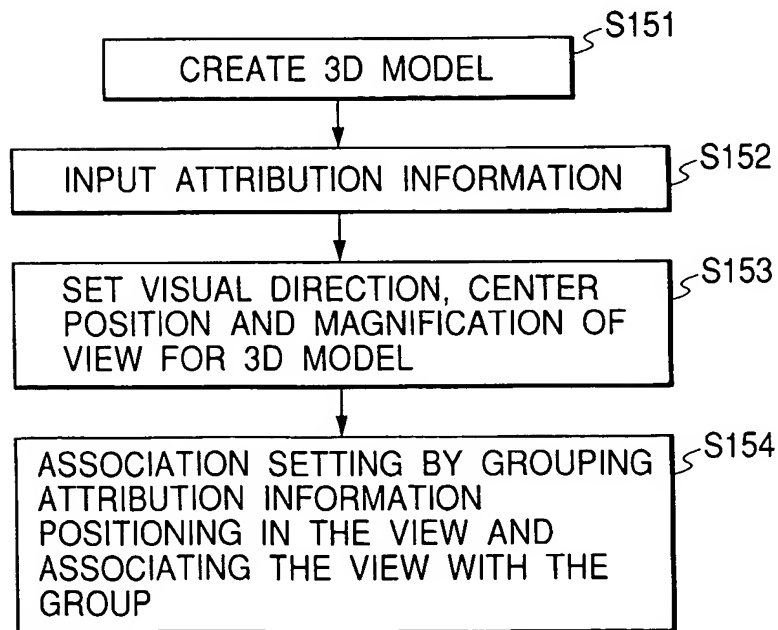 S151
CREATE 3D MODEL
S152
INPUT ATTRIBUTION INFORMATION
S153
SET VISUAL DIRECTION, CENTER
POSITION AND MAGNIFICATION OF
VIEW FOR 3D MODEL
S154
ASSOCIATION SETTING BY GROUPING
ATTRIBUTION INFORMATION
POSITIONING IN THE VIEW AND
ASSOCIATING THE VIEW WITH THE
GROUP